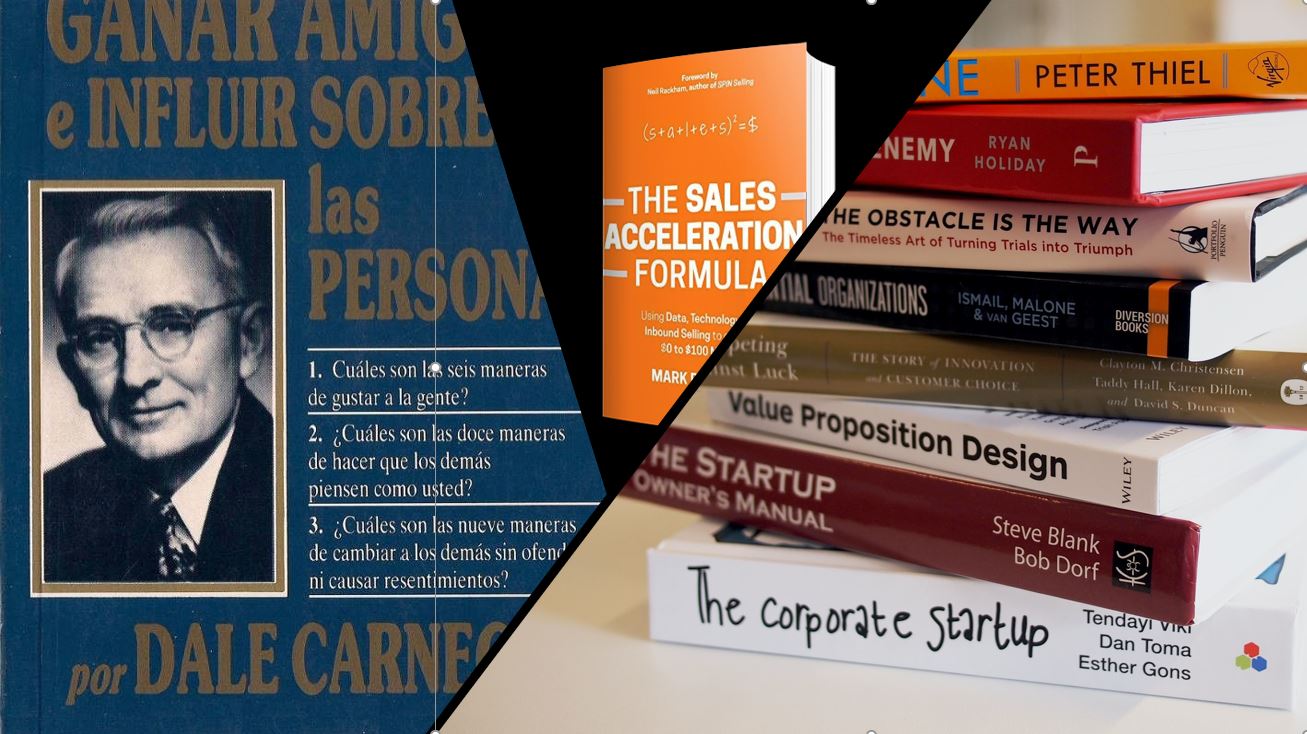 GANAR AMIG
e INFLUIR SOBRE
las
PERSONA
1. Cuáles son las seis maneras
de gustar a la gente?
2. ¿Cuáles son las doce maneras
de hacer que los demás
piensen como usted?
3. ¿Cuáles son las nueve maneras
de cambiar a los demás sin ofend
ni causar resentimientos?
por DALE CARNEG
Foreword by
Neil Rackham, author of SPIN Selling
(s+a+l+e+s)²=$
THE SALES
ACCELERATION
FORMULA
Using Data, Technology
Inbound Selling to
$0 to $100 M
MARK
NE PETER THIEL Virgin
ENEMY RYAN HOLIDAY P
THE OBSTACLE IS THE WAY
The Timeless Art of Turning Trials into Triumph
PORTFOLIO
PENGUIN
NTIAL ORGANIZATIONS ISMAIL, MALONE
& VAN GEEST
DIVERSION
BOOKS
peting
nst Luck
THE STORY of INNOVATION
and CUSTOMER CHOICE
Clayton M. Christensen
Taddy Hall, Karen Dillon,
and David S. Duncan
Value Proposition Design WILEY
HE STARTUP
OWNER'S MANUAL
Steve Blank
Bob Dorf
K&S
The corporate startup
Tendayi Viki
Dan Toma
Esther Gons